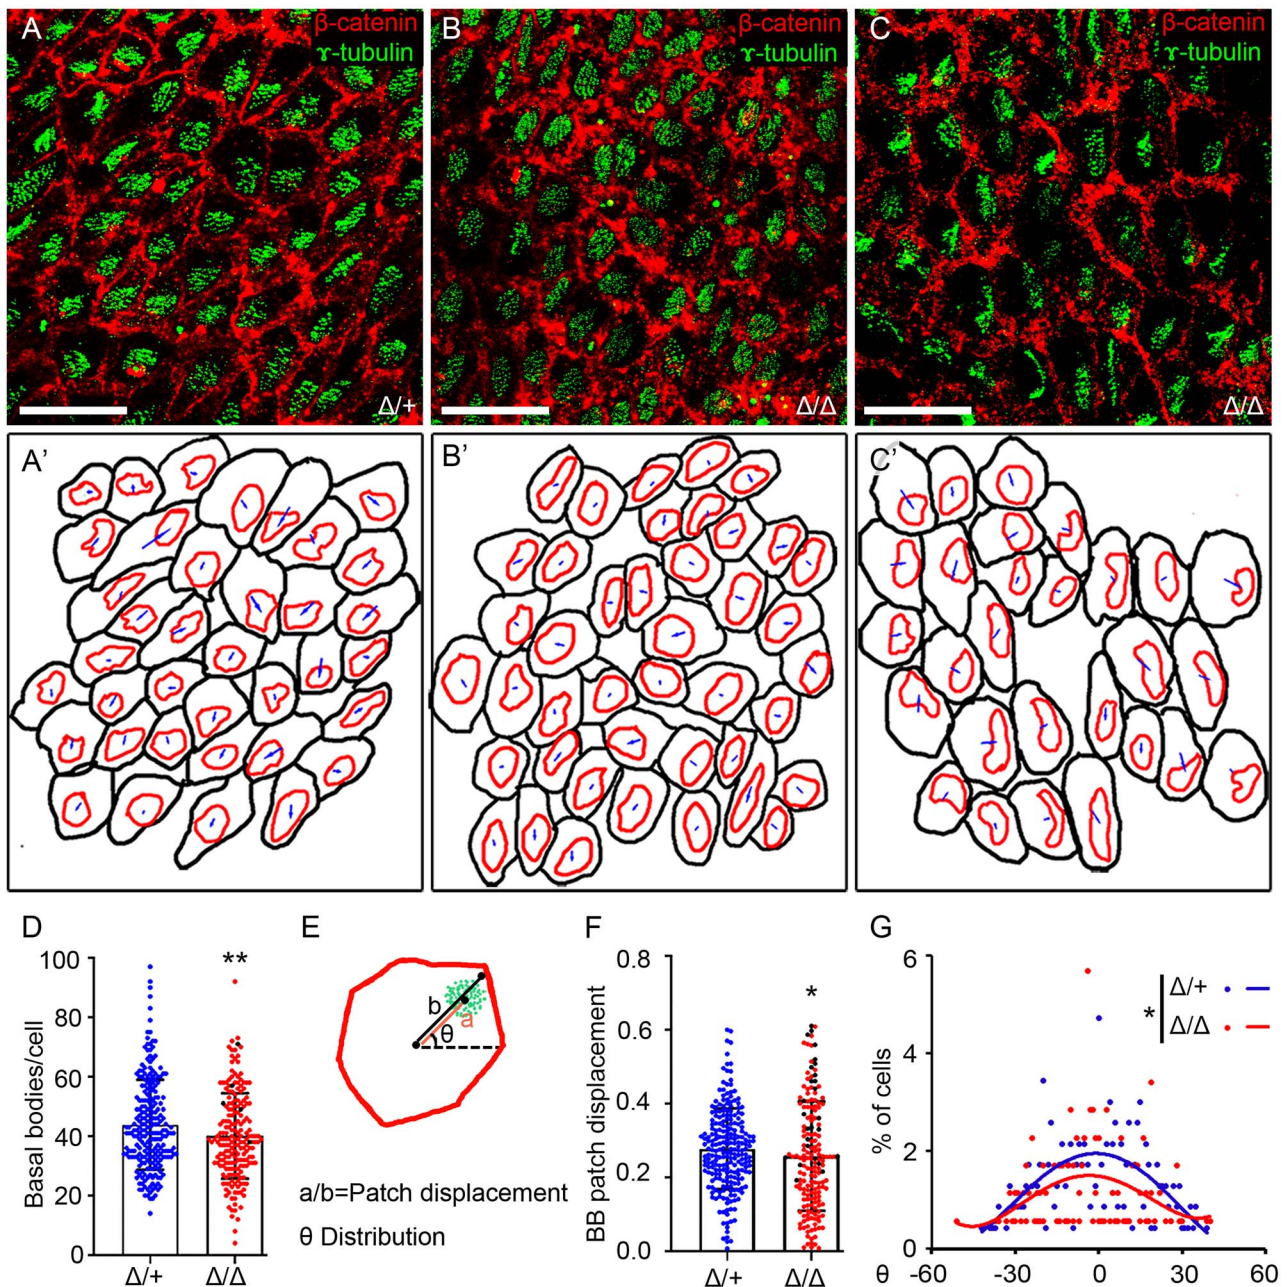 A
β-catenin
ɤ-tubulin
Δ/+
B
β-catenin
ɤ-tubulin
Δ/Δ
C
β-catenin
ɤ-tubulin
Δ/Δ
A’
B’
C’
D
Basal bodies/cell
100
80
60
40
20
0
**
Δ/+
Δ/Δ
E
b
a
θ
a/b=Patch displacement
θ Distribution
F
BB patch displacement
0.8
0.6
0.4
0.2
0.0
*
Δ/+
Δ/Δ
G
% of cells
6
4
2
0
* Δ/+
Δ/Δ
θ -60 -30 0 30 60